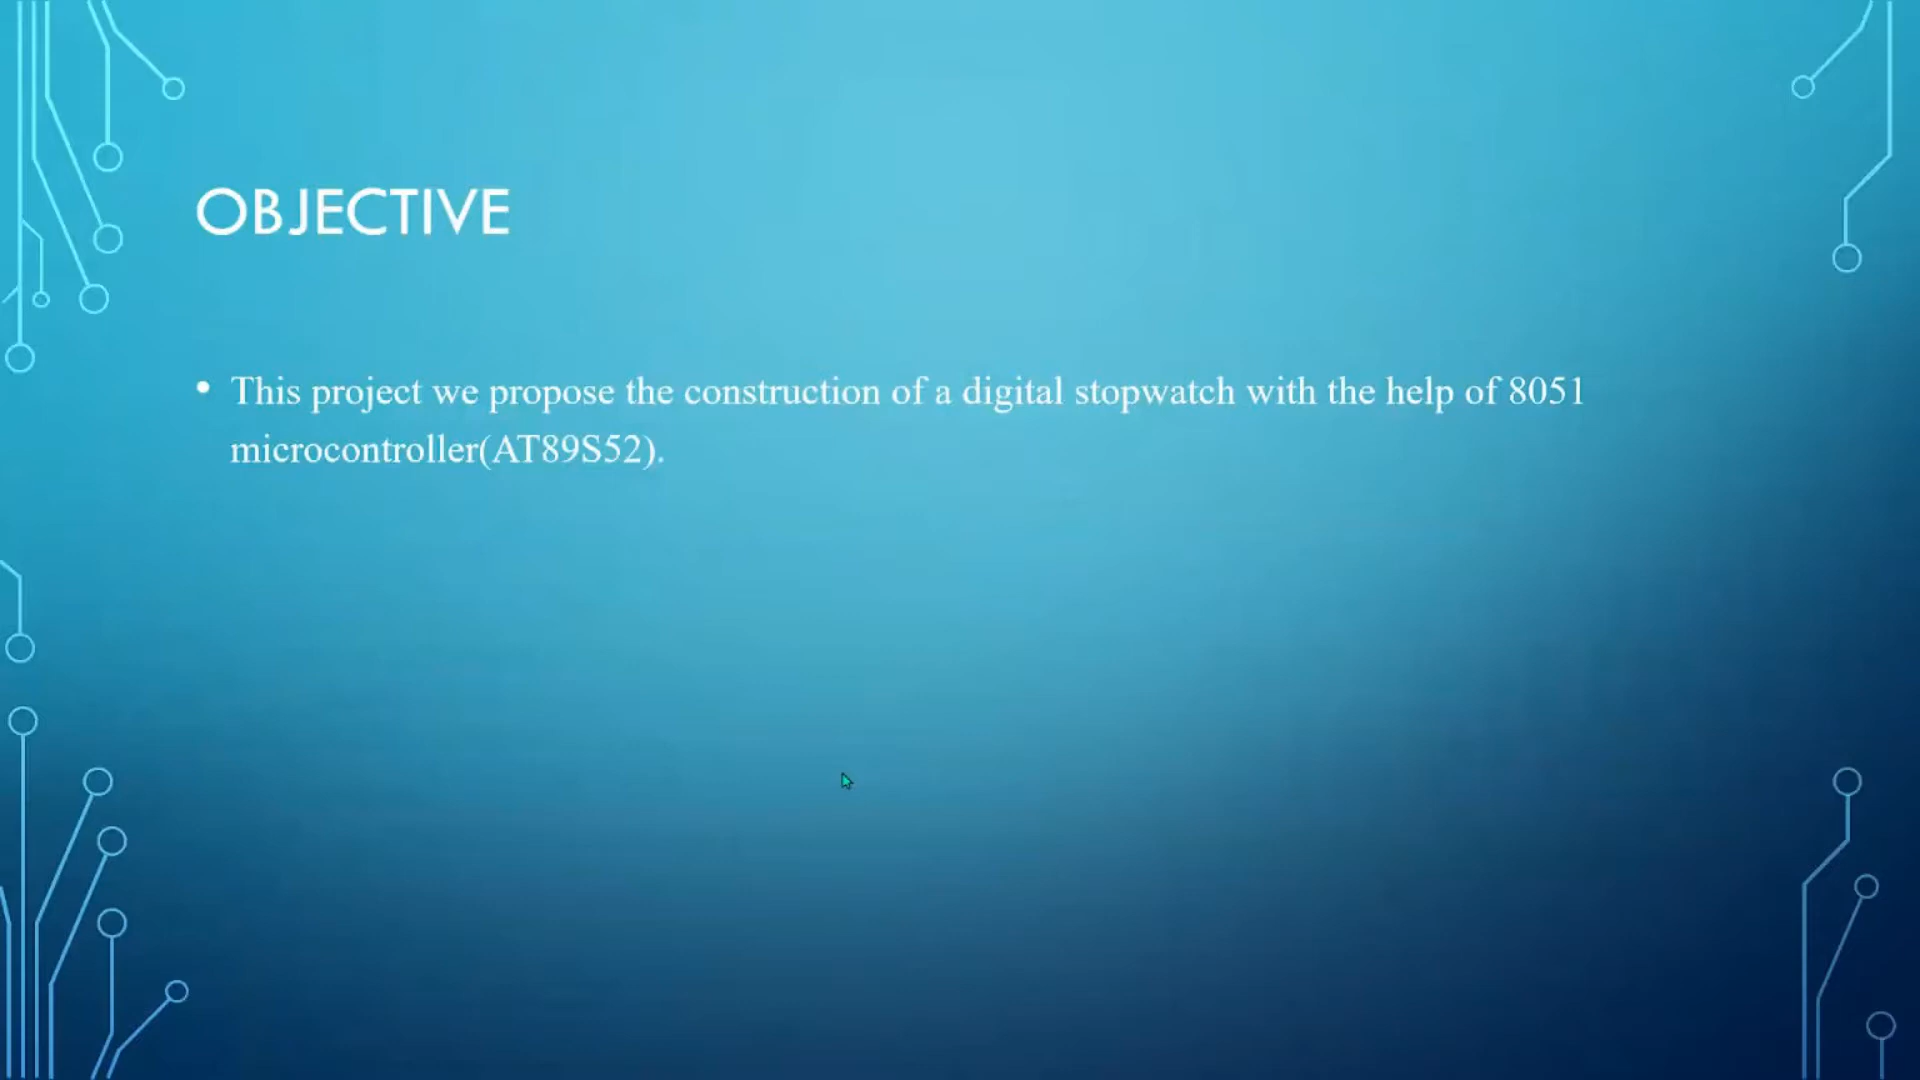 OBJECTIVE
• This project we propose the construction of a digital stopwatch with the help of 8051
microcontroller(AT89S52).